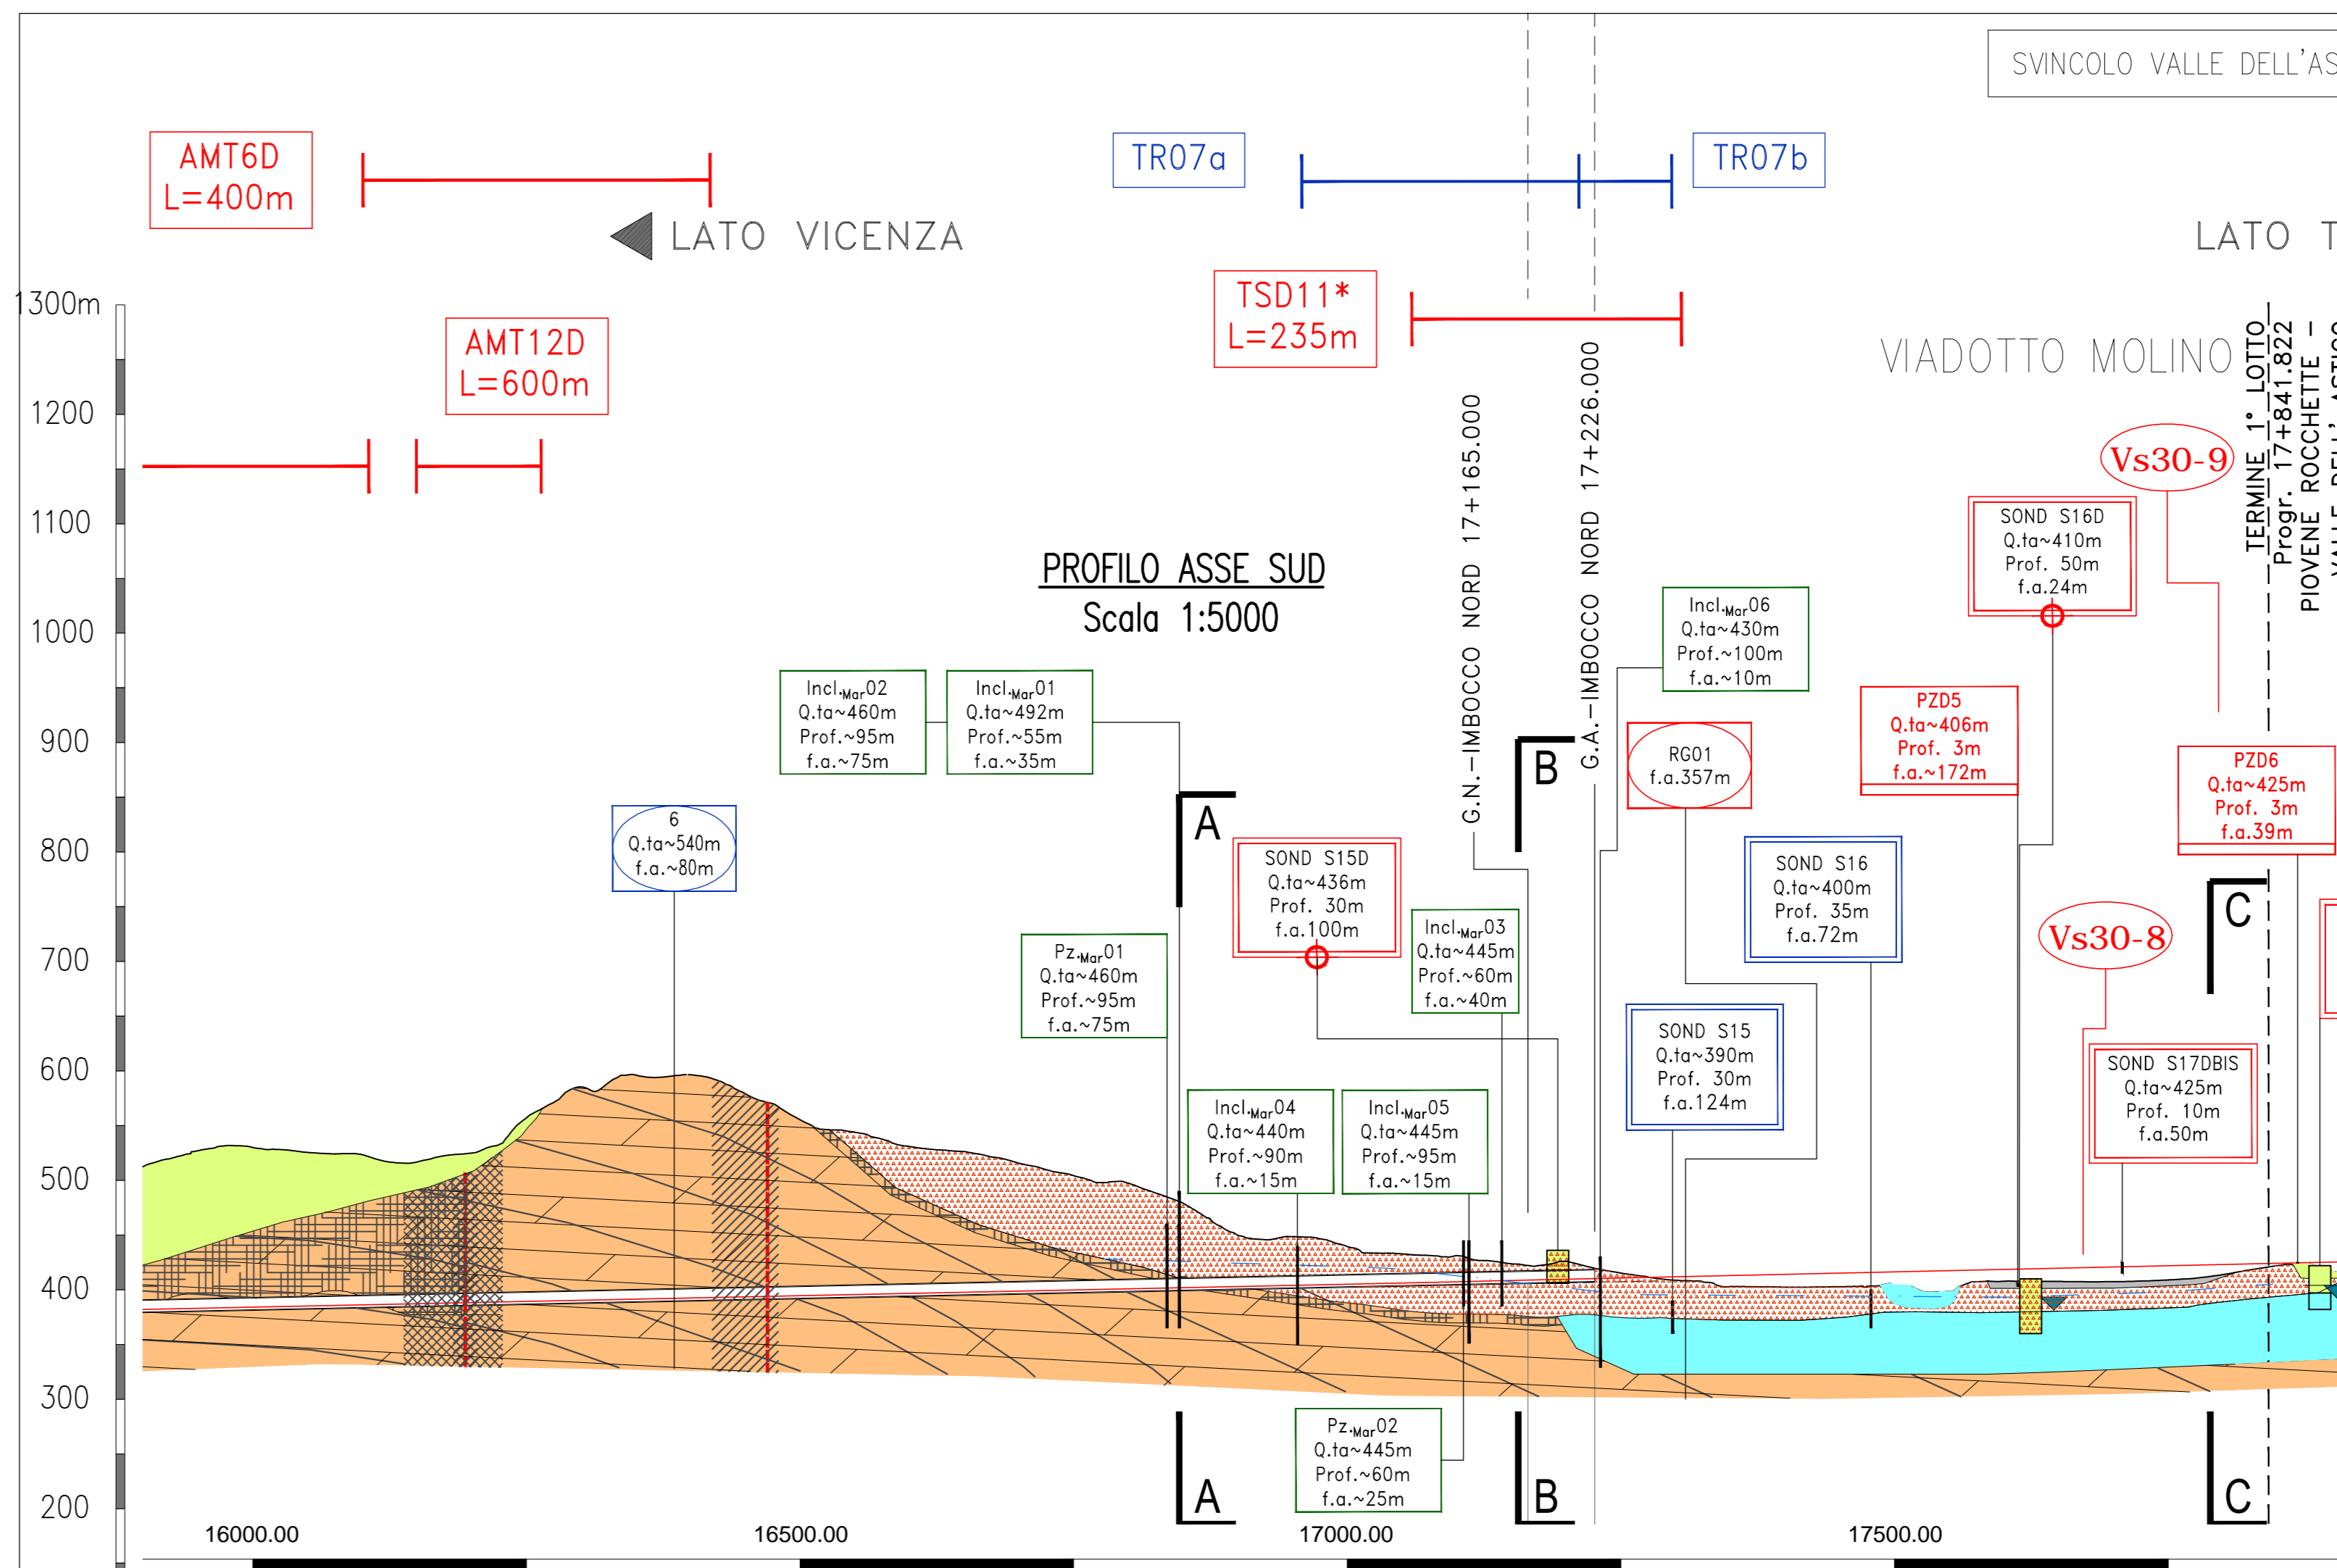 SVINCOLO VALLE DELL'AS
AMT6D
L=400m
TR07a
TR07b
LATO VICENZA
LATO T
TSD11*
L=235m
1300m
AMT12D
L=600m
VIADOTTO MOLINO
TERMINE 1° LOTTO
Progr. 17+841.822
PIOVENE ROCCHETTE –
VALLE DELL' ASTICO
G.N.–IMBOCCO NORD 17+165.000
G.A.–IMBOCCO NORD 17+226.000
1200
1100
1000
900
800
700
600
500
400
300
200
Vs30-9
SOND S16D
Q.ta~410m
Prof. 50m
f.a.24m
PROFILO ASSE SUD
Scala 1:5000
Incl.Mar06
Q.ta~430m
Prof.~100m
f.a.~10m
Incl.Mar02
Q.ta~460m
Prof.~95m
f.a.~75m
Incl.Mar01
Q.ta~492m
Prof.~55m
f.a.~35m
PZD5
Q.ta~406m
Prof. 3m
f.a.~172m
B
RG01
f.a.357m
PZD6
Q.ta~425m
Prof. 3m
f.a.39m
A
6
Q.ta~540m
f.a.~80m
SOND S15D
Q.ta~436m
Prof. 30m
f.a.100m
SOND S16
Q.ta~400m
Prof. 35m
f.a.72m
C
Vs30-8
Pz.Mar01
Q.ta~460m
Prof.~95m
f.a.~75m
Incl.Mar03
Q.ta~445m
Prof.~60m
f.a.~40m
SOND S15
Q.ta~390m
Prof. 30m
f.a.124m
SOND S17DBIS
Q.ta~425m
Prof. 10m
f.a.50m
Incl.Mar04
Q.ta~440m
Prof.~90m
f.a.~15m
Incl.Mar05
Q.ta~445m
Prof.~95m
f.a.~15m
Pz.Mar02
Q.ta~445m
Prof.~60m
f.a.~25m
A
B
C
16000.00
16500.00
17000.00
17500.00